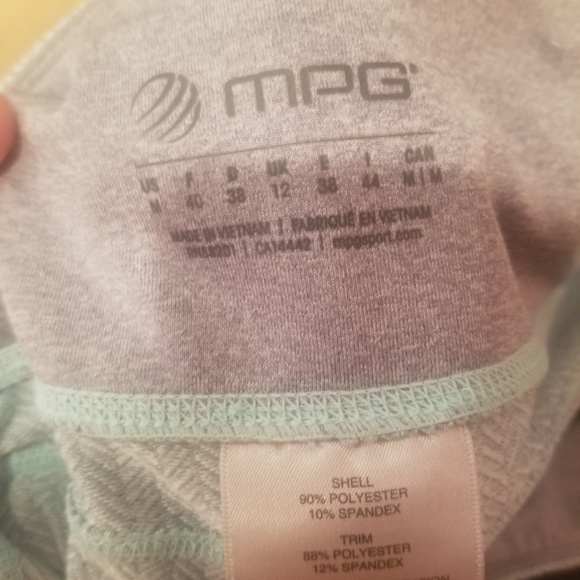 MPG
US F D UK E I CAN
M 40 38 12 38 44 M | M
MADE IN VIETNAM | FABRIQUÉ EN VIETNAM
CA14442 | mpgsport.com
SHELL
90% POLYESTER
10% SPANDEX
TRIM
88% POLYESTER
12% SPANDEX